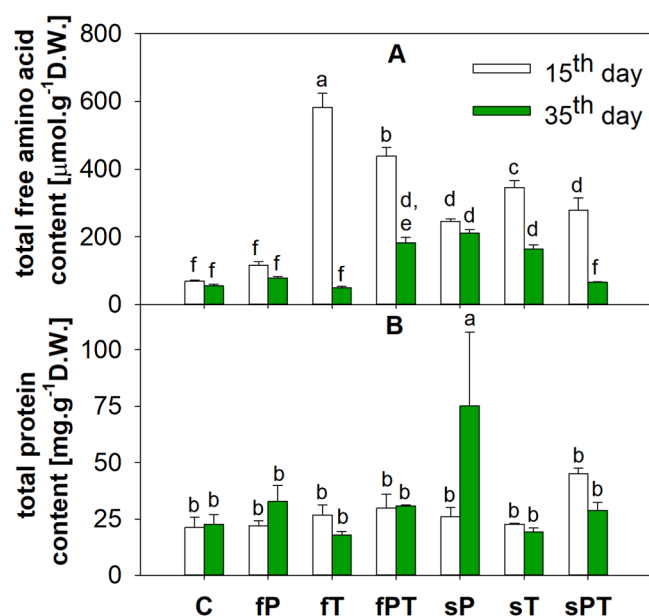 total free amino acid
content [μmol.g⁻¹D.W.]
800
600
400
200
0
A
15th day
35th day
f f f f a f b d, e d d c d d f
total protein
content [mg.g⁻¹D.W.]
100
75
50
25
0
B
b b b b b b b b b a b b b b
C fP fT fPT sP sT sPT